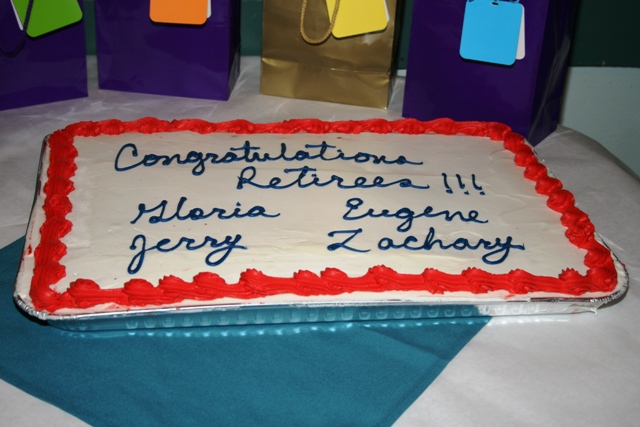 Congratulations
Retirees !!!
Gloria Eugene
Jerry Zachary